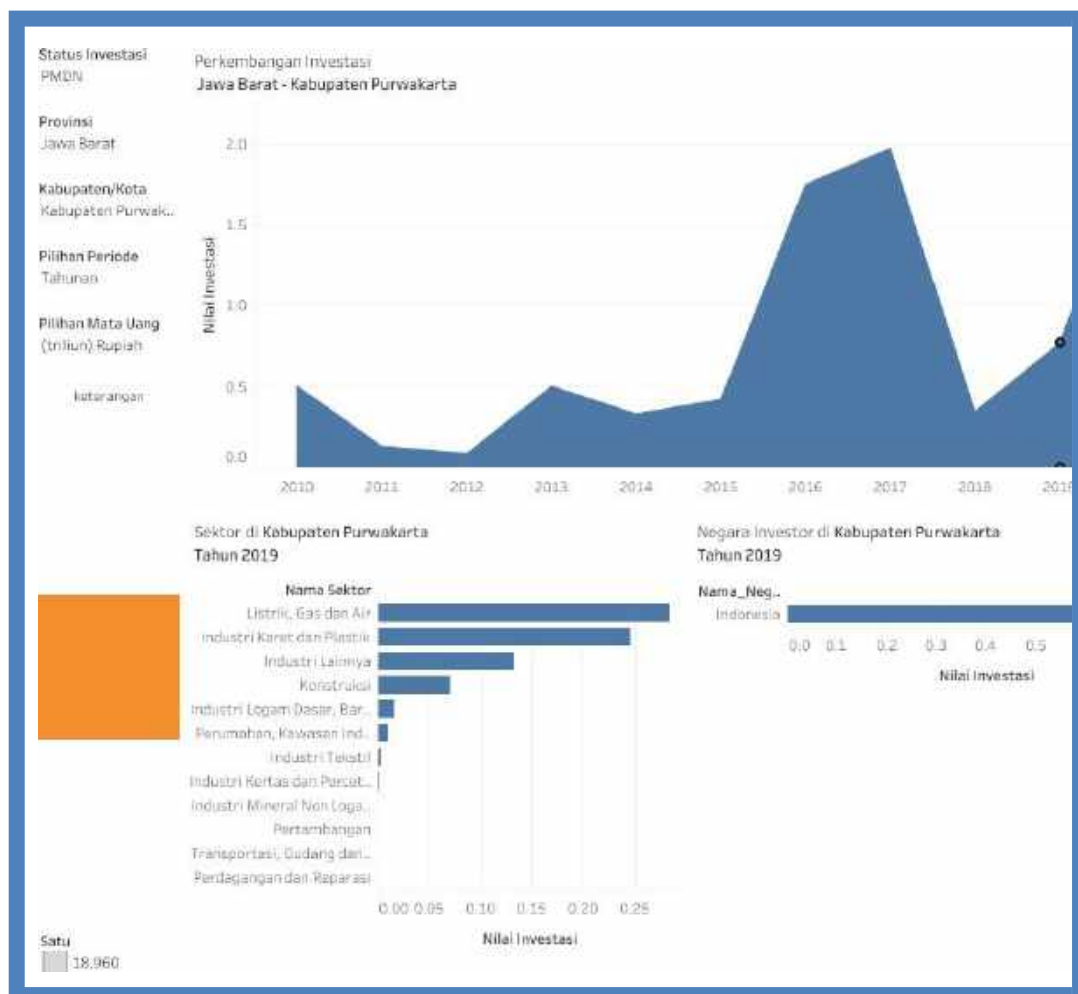 Status Investasi
PMDN
Provinsi
Jawa Barat
Kabupaten/Kota
Kabupaten Purwak..
Pilihan Periode
Tahunan
Pilihan Mata Uang
(triliun) Rupiah
keterangan
Perkembangan Investasi
Jawa Barat - Kabupaten Purwakarta
Nilai Investasi
2.0
1.5
1.0
0.5
0.0
2010 2011 2012 2013 2014 2015 2016 2017 2018 2019
Sektor di Kabupaten Purwakarta
Tahun 2019
Nama Sektor
Listrik, Gas dan Air
Industri Karet dan Plastik
Industri Lainnya
Konstruksi
Industri Logam Dasar, Bar..
Perumahan, Kawasan Ind..
Industri Tekstil
Industri Kertas dan Percet..
Industri Mineral Non Loga..
Pertambangan
Transportasi, Gudang dan..
Perdagangan dan Reparasi
0.00 0.05 0.10 0.15 0.20 0.25
Nilai Investasi
Negara Investor di Kabupaten Purwakarta
Tahun 2019
Nama_Neg..
Indonesia
0.0 0.1 0.2 0.3 0.4 0.5
Nilai Investasi
Satu
18,960